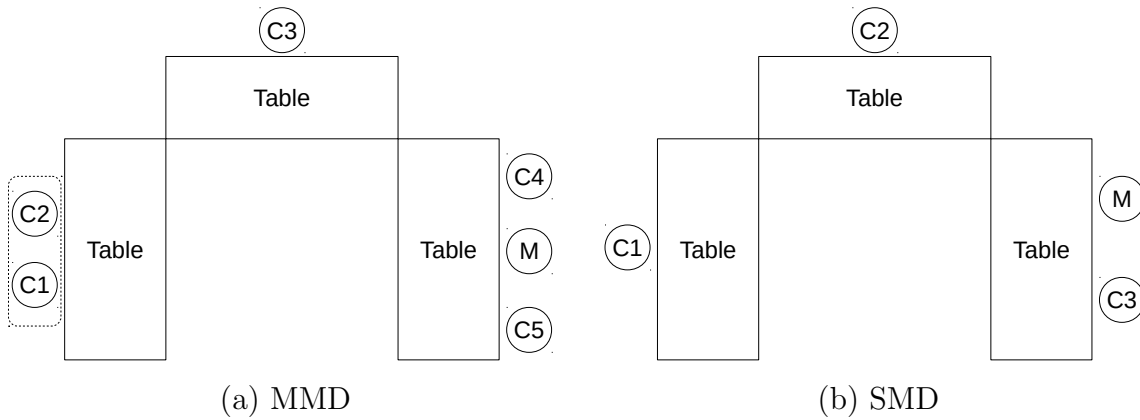 C3
Table
C2
C1
Table
Table
C4
M
C5
(a) MMD
C2
Table
C1
Table
Table
M
C3
(b) SMD